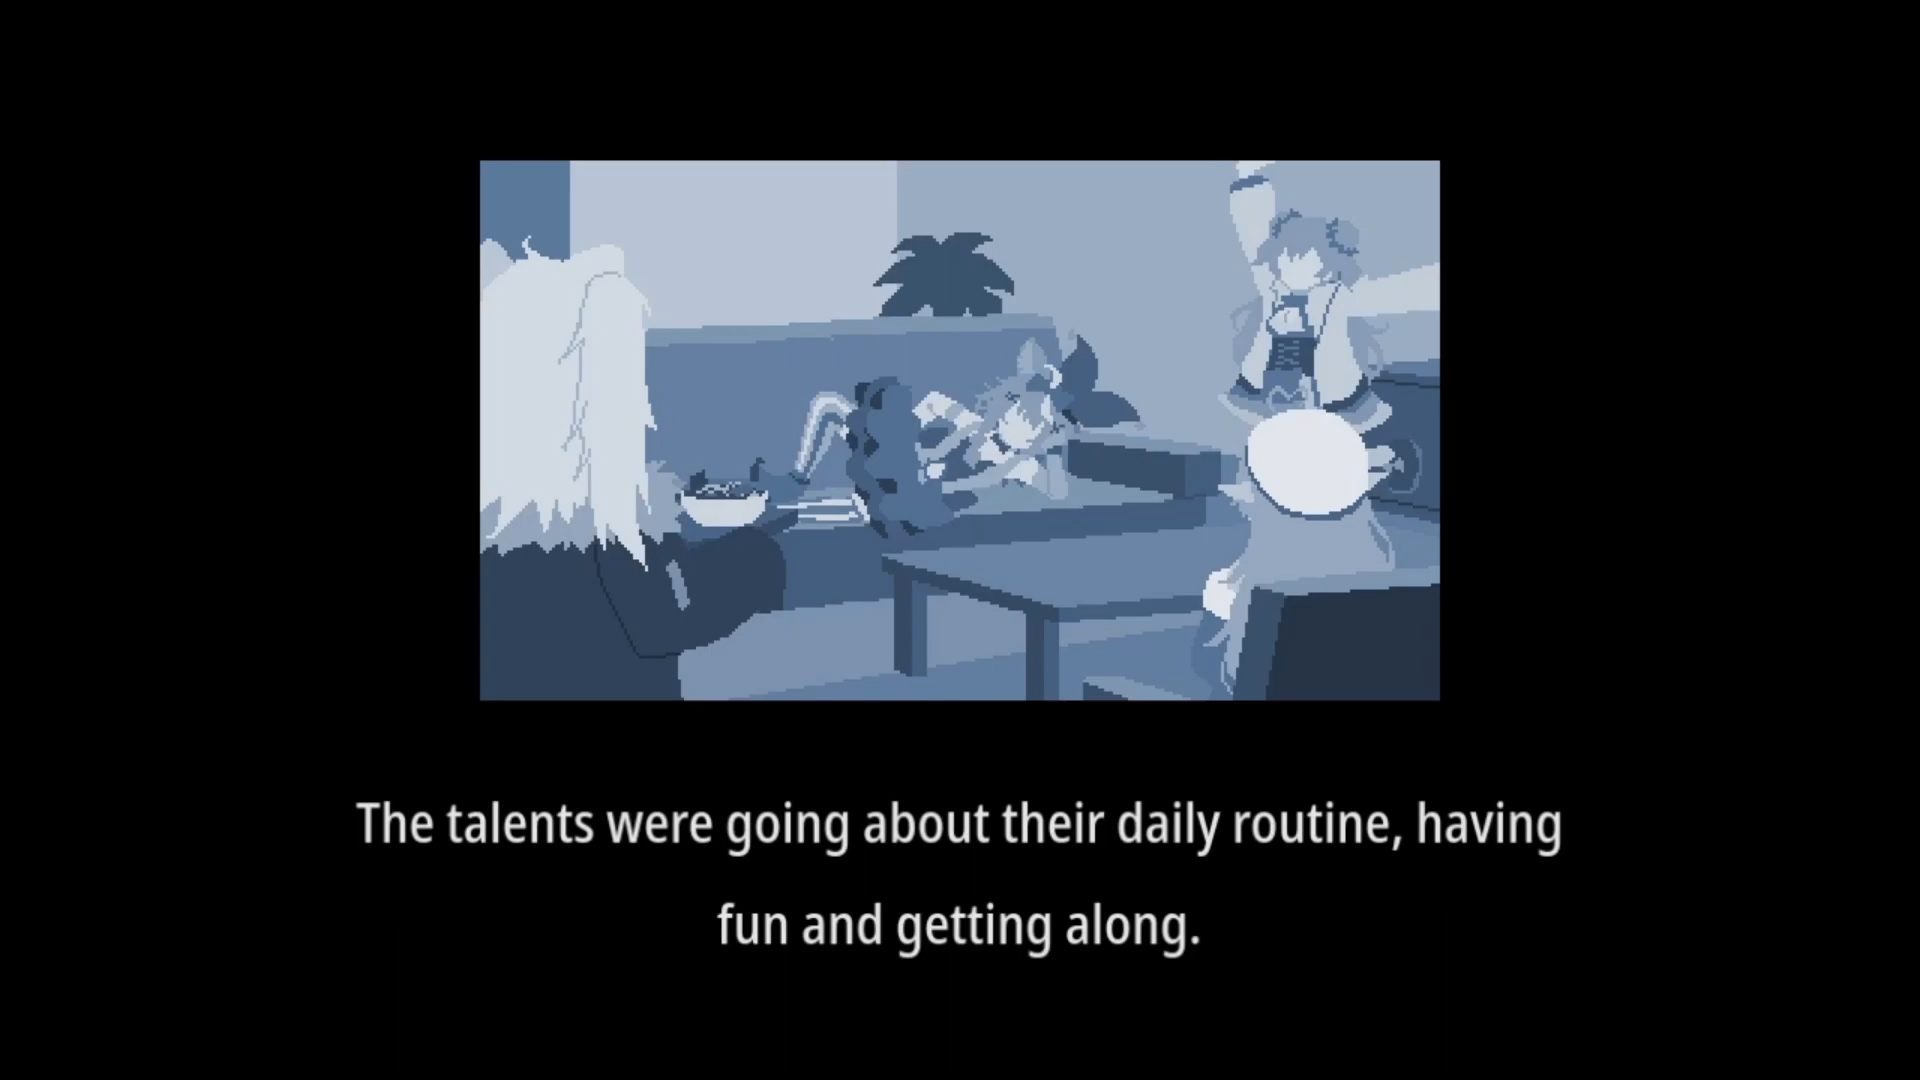 The talents were going about their daily routine, having
fun and getting along.